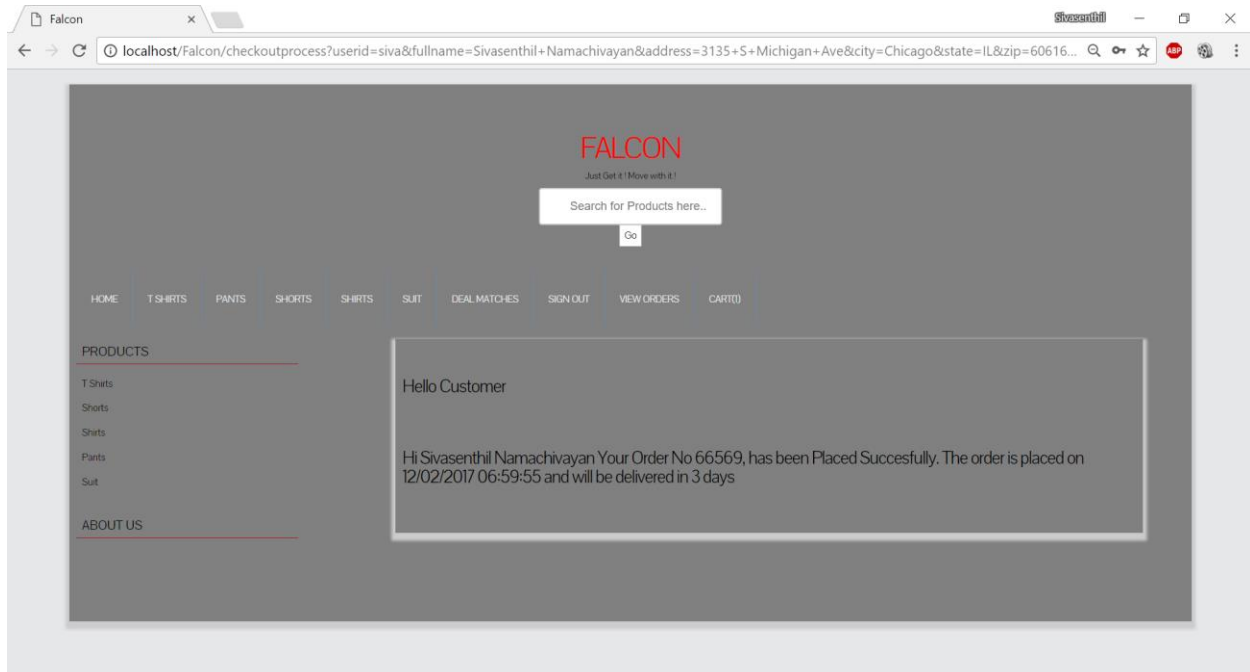 Falcon
Sivasenthil
localhost/Falcon/checkoutprocess?userid=siva&fullname=Sivasenthil+Namachivayan&address=3135+S+Michigan+Ave&city=Chicago&state=IL&zip=60616...
ABP
FALCON
Just Get it ! Move with it !
Search for Products here..
Go
HOME T SHIRTS PANTS SHORTS SHIRTS SUIT DEAL MATCHES SIGN OUT VIEW ORDERS CART(1)
PRODUCTS
T Shirts
Shorts
Shirts
Pants
Suit
ABOUT US
Hello Customer
Hi Sivasenthil Namachivayan Your Order No 66569, has been Placed Succesfully. The order is placed on
12/02/2017 06:59:55 and will be delivered in 3 days